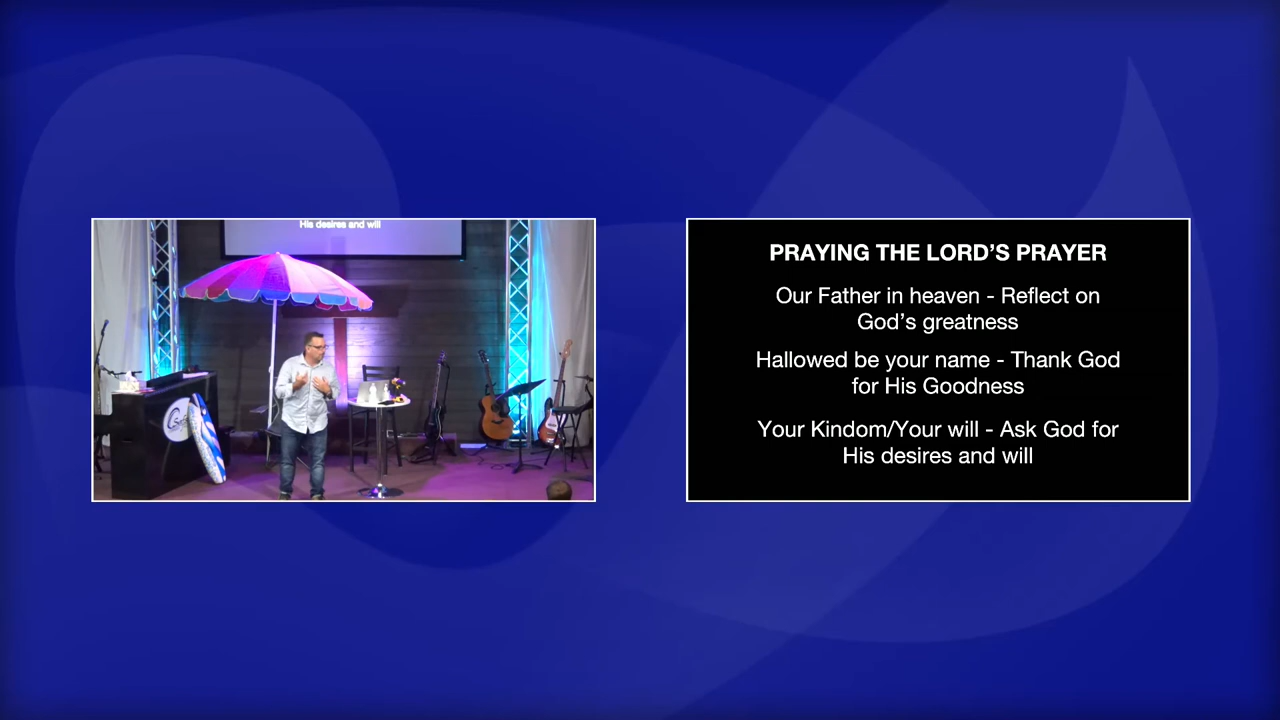 His desires and will
PRAYING THE LORD'S PRAYER
Our Father in heaven - Reflect on
God's greatness
Hallowed be your name - Thank God
for His Goodness
Your Kindom/Your will - Ask God for
His desires and will